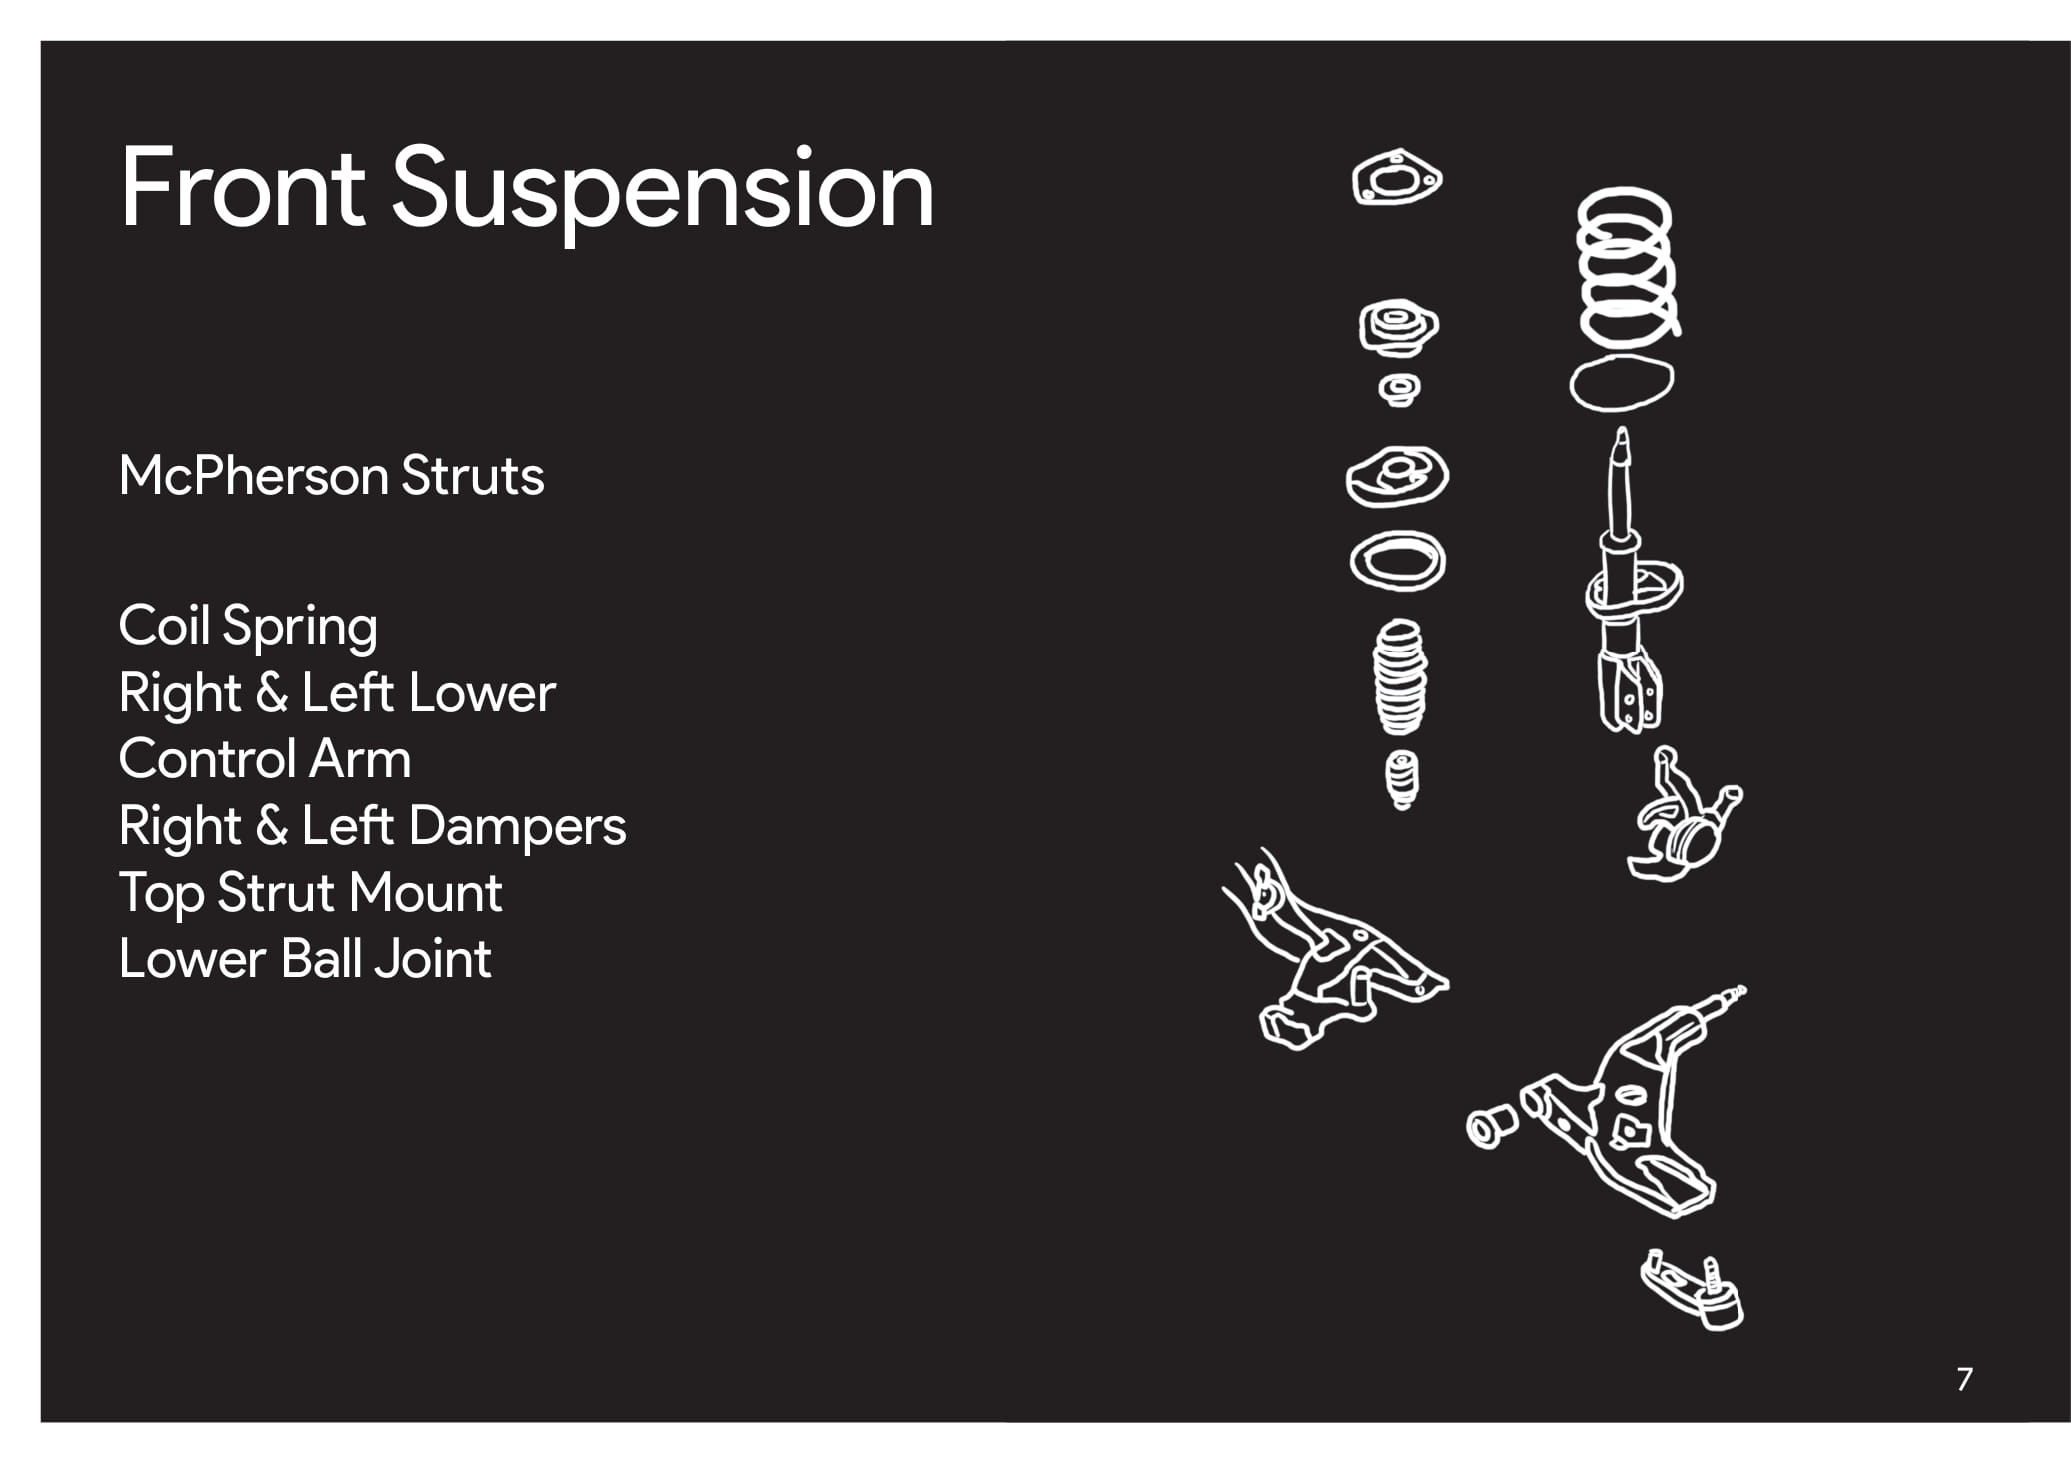 Front Suspension
McPherson Struts
Coil Spring
Right & Left Lower
Control Arm
Right & Left Dampers
Top Strut Mount
Lower Ball Joint
7